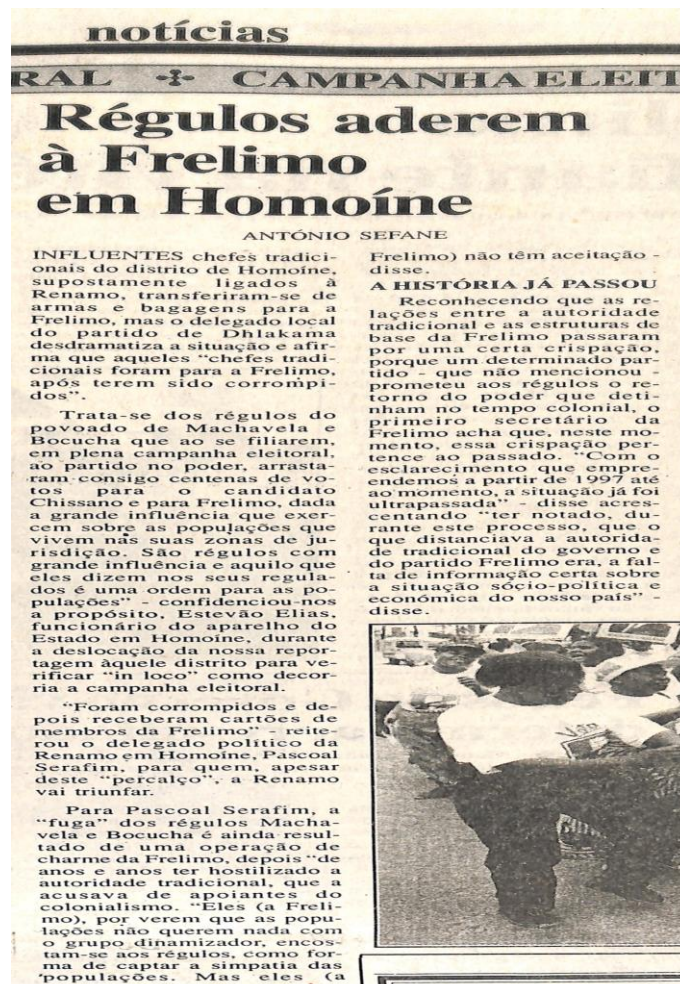 notícias
RAL ✣ CAMPANHA ELEIT
Régulos aderem
à Frelimo
em Homoíne
ANTÓNIO SEFANE
INFLUENTES chefes tradici-
onais do distrito de Homoíne,
supostamente ligados à
Renamo, transferiram-se de
armas e bagagens para a
Frelimo, mas o delegado local
do partido de Dhlakama
desdramatiza a situação e afir-
ma que aqueles “chefes tradi-
cionais foram para a Frelimo,
após terem sido corrompi-
dos”.
Trata-se dos régulos do
povoado de Machavela e
Bocucha que ao se filiarem,
em plena campanha eleitoral,
ao partido no poder, arrasta-
ram consigo centenas de vo-
tos para o candidato
Chissano e para Frelimo, dada
a grande influência que exer-
cem sobre as populações que
vivem nas suas zonas de ju-
risdição. São régulos com
grande influência e aquilo que
eles dizem nos seus regula-
dos é uma ordem para as po-
pulações” - confidenciou-nos
a propósito, Estevão Elias,
funcionário do aparelho do
Estado em Homoíne, durante
a deslocação da nossa repor-
tagem àquele distrito para ve-
rificar “in loco” como decor-
ria a campanha eleitoral.
“Foram corrompidos e de-
pois receberam cartões de
membros da Frelimo” - reite-
rou o delegado político da
Renamo em Homoíne, Pascoal
Serafim, para quem, apesar
deste “percalço”, a Renamo
vai triunfar.
Para Pascoal Serafim, a
“fuga” dos régulos Macha-
vela e Bocucha é ainda resul-
tado de uma operação de
charme da Frelimo, depois “de
anos e anos ter hostilizado a
autoridade tradicional, que a
acusava de apoiantes do
colonialismo. “Eles (a Freli-
mo), por verem que as popu-
lações não querem nada com
o grupo dinamizador, encos-
tam-se aos régulos, como for-
ma de captar a simpatia das
populações. Mas eles (a
Frelimo) não têm aceitação -
disse.
A HISTÓRIA JÁ PASSOU
Reconhecendo que as re-
lações entre a autoridade
tradicional e as estruturas de
base da Frelimo passaram
por uma certa crispação,
porque um determinado par-
tido - que não mencionou -
prometeu aos régulos o re-
torno do poder que deti-
nham no tempo colonial, o
primeiro secretário da
Frelimo acha que, neste mo-
mento, essa crispação per-
tence ao passado. “Com o
esclarecimento que empre-
endemos a partir de 1997 até
ao momento, a situação já foi
ultrapassada” - disse acres-
centando “ter notado, du-
rante este processo, que o
que distanciava a autorida-
de tradicional do governo e
do partido Frelimo era, a fal-
ta de informação certa sobre
a situação sócio-política e
económica do nosso país” -
disse.